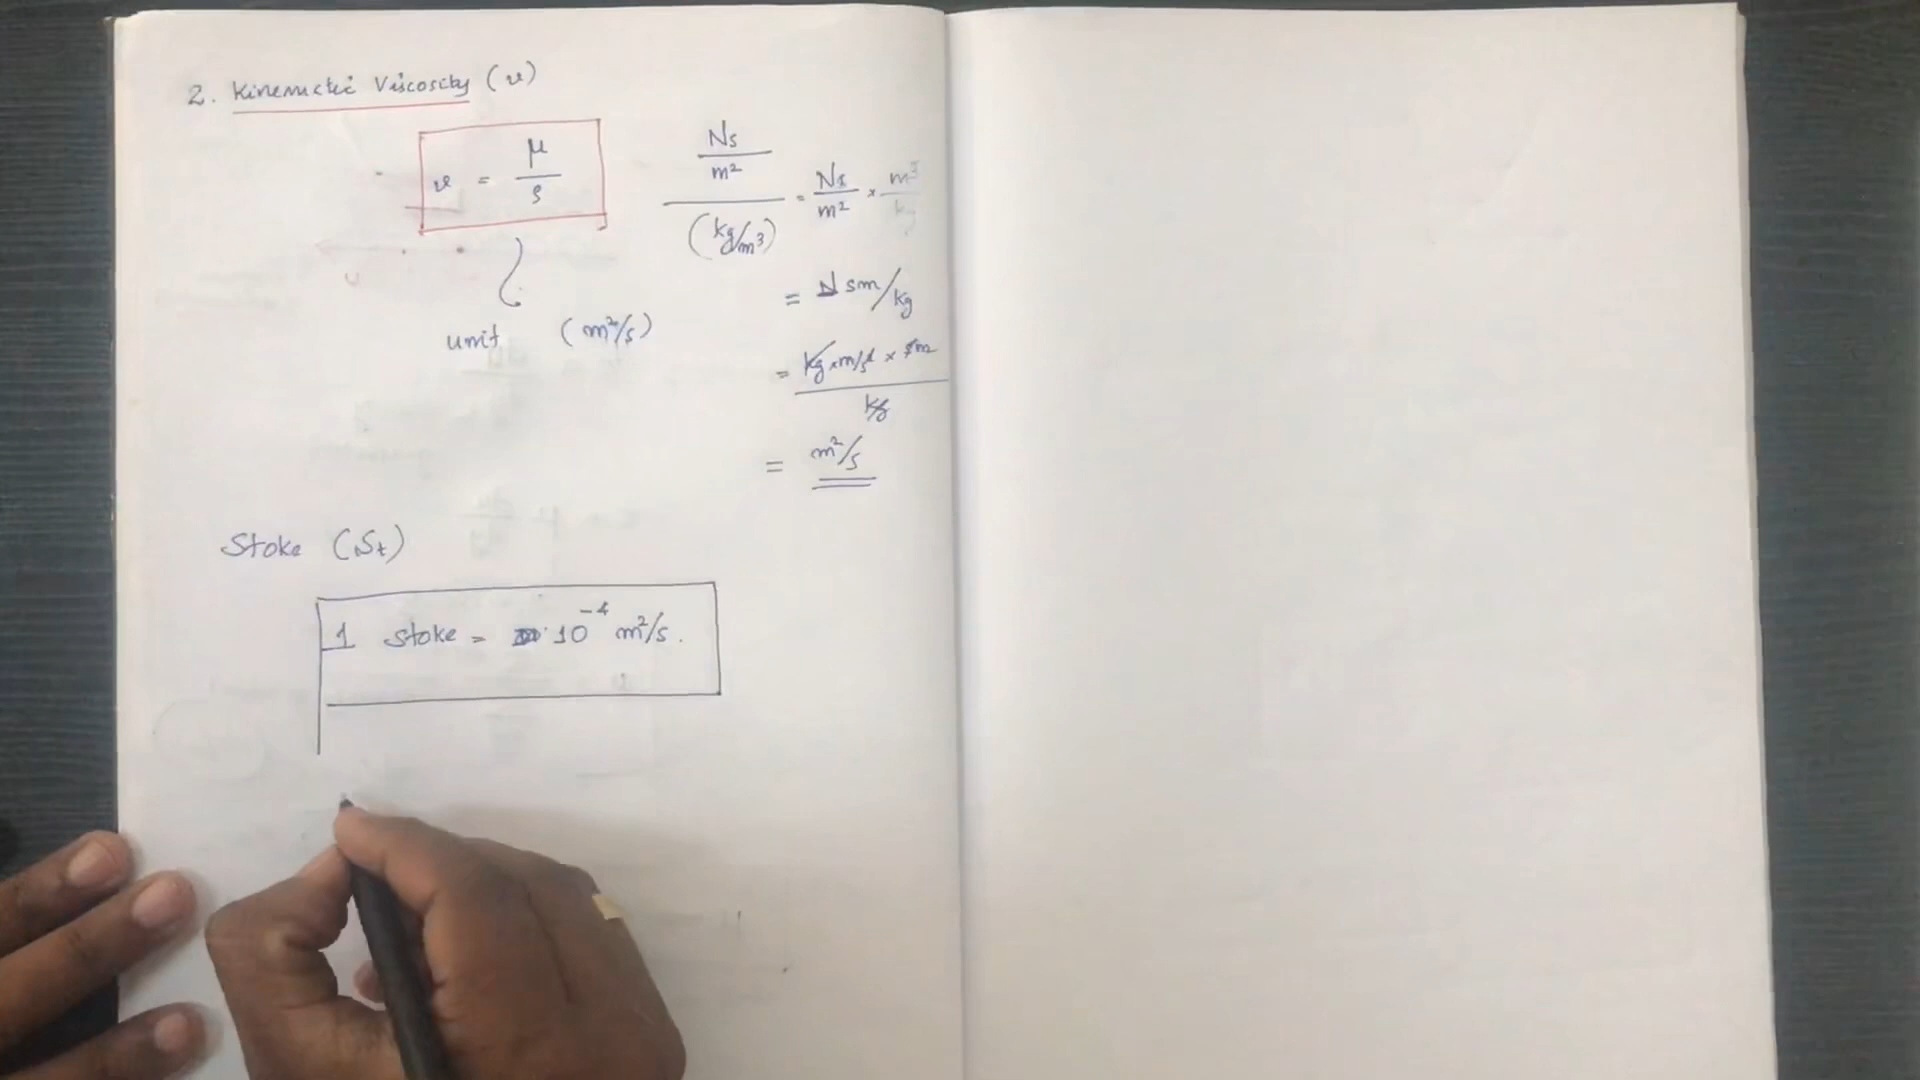 2. Kinematic Viscosity (ν)
ν = μ/ρ
unit (m²/s)
Ns/m² / (kg/m³) = Ns/m² × m³/kg
= N sm/kg
= kg×m/s² × sm / kg
= m²/s
Stoke (St)
1 stoke = 10⁻⁴ m²/s.